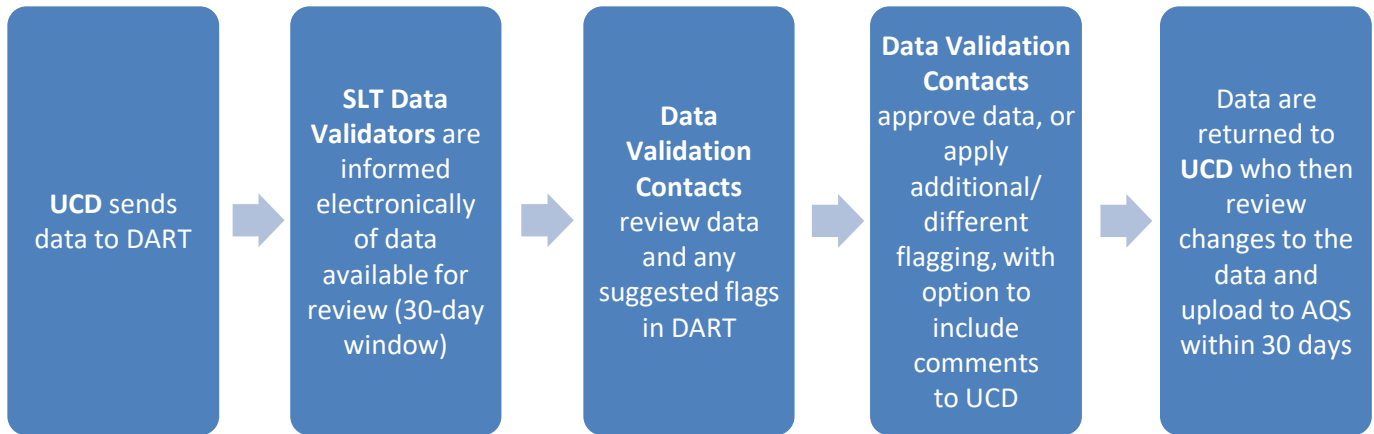 UCD sends
data to DART
SLT Data
Validators are
informed
electronically
of data
available for
review (30-day
window)
Data
Validation
Contacts
review data
and any
suggested flags
in DART
Data Validation
Contacts
approve data, or
apply
additional/
different
flagging, with
option to
include
comments
to UCD
Data are
returned to
UCD who then
review
changes to the
data and
upload to AQS
within 30 days